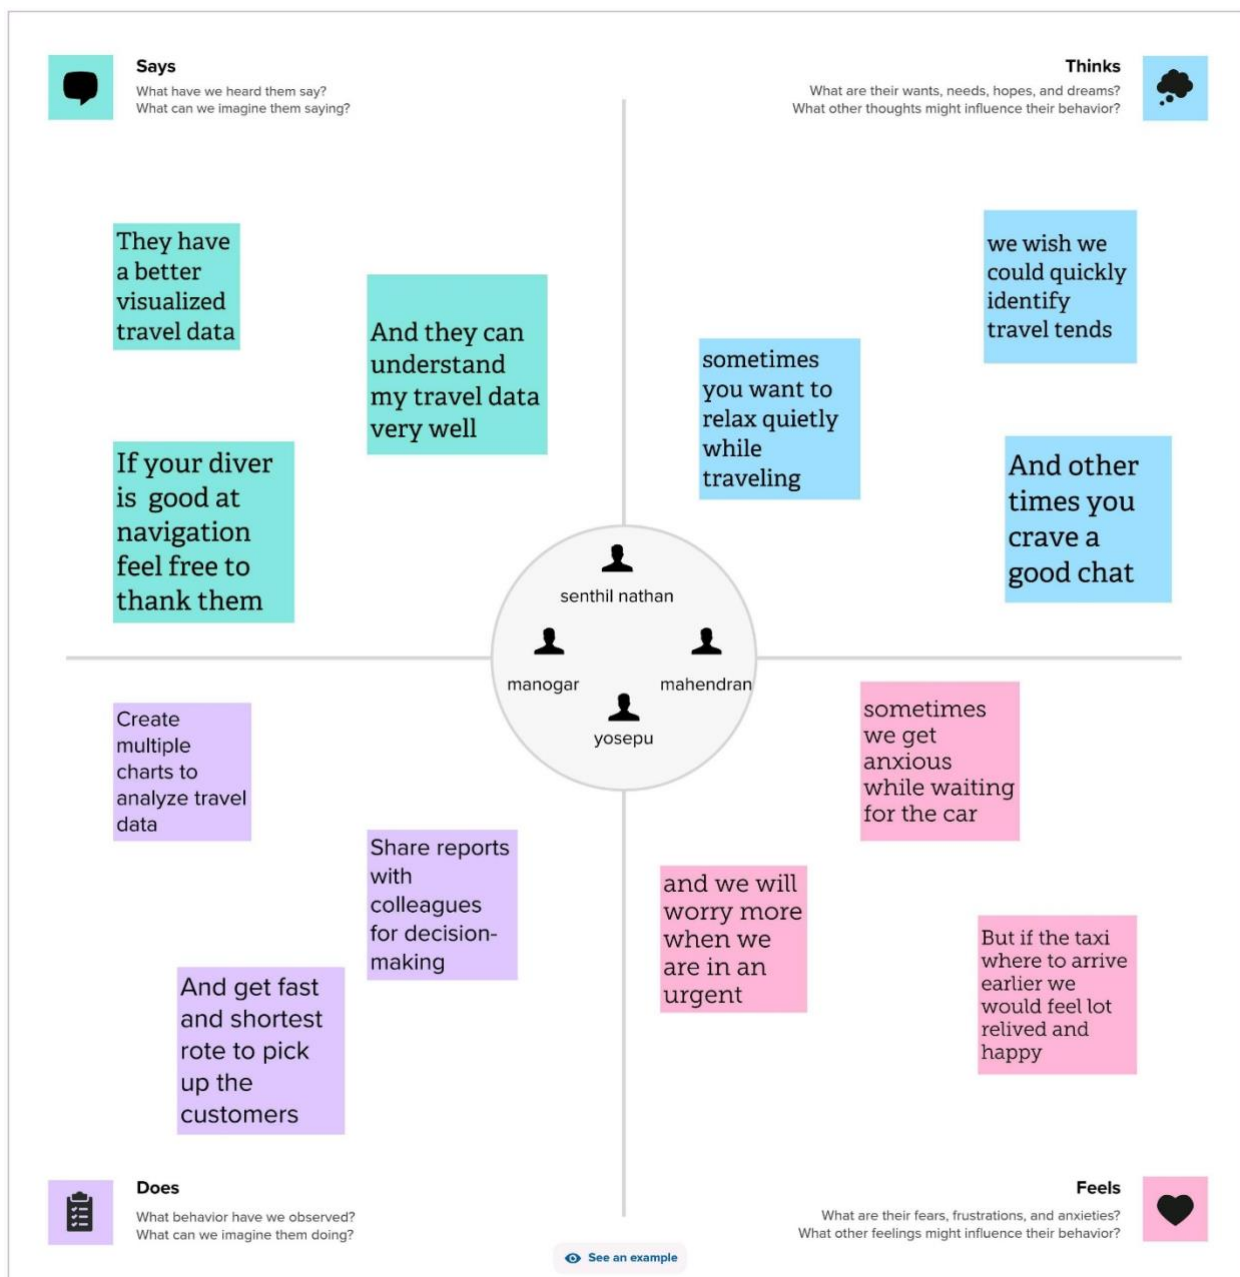 Says
What have we heard them say?
What can we imagine them saying?
Thinks
What are their wants, needs, hopes, and dreams?
What other thoughts might influence their behavior?
They have
a better
visualized
travel data
And they can
understand
my travel data
very well
If your diver
is good at
navigation
feel free to
thank them
we wish we
could quickly
identify
travel tends
sometimes
you want to
relax quietly
while
traveling
And other
times you
crave a
good chat
senthil nathan
manogar
mahendran
yosepu
Create
multiple
charts to
analyze travel
data
Share reports
with
colleagues
for decision-
making
And get fast
and shortest
rote to pick
up the
customers
sometimes
we get
anxious
while waiting
for the car
and we will
worry more
when we
are in an
urgent
But if the taxi
where to arrive
earlier we
would feel lot
relived and
happy
Does
What behavior have we observed?
What can we imagine them doing?
Feels
What are their fears, frustrations, and anxieties?
What other feelings might influence their behavior?
See an example